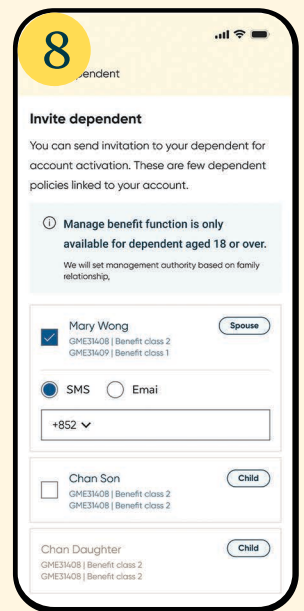 8
endent
Invite dependent
You can send invitation to your dependent for
account activation. These are few dependent
policies linked to your account.
Manage benefit function is only
available for dependent aged 18 or over.
We will set management authority based on family
relationship,
Mary Wong
Spouse
GME31408 | Benefit class 2
GME31409 | Benefit class 1
SMS Emai
+852
Chan Son
Child
GME31408 | Benefit class 2
GME31408 | Benefit class 2
Chan Daughter
Child
GME31408 | Benefit class 2
GME31408 | Benefit class 2